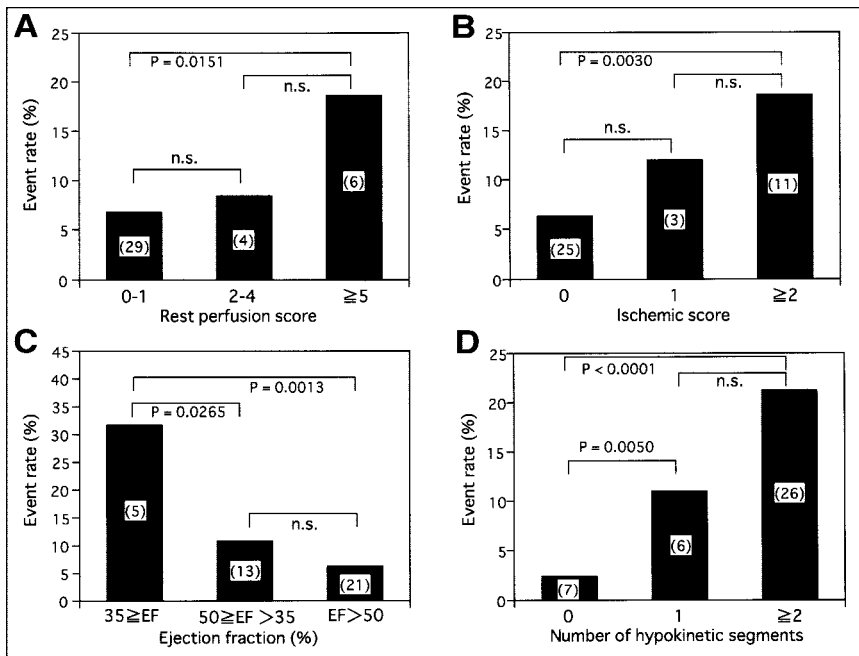 A
Event rate (%)
25
20
15
10
5
0
P = 0.0151
n.s.
n.s.
(29)
(4)
(6)
0-1 2-4 ≧5
Rest perfusion score
B
Event rate (%)
25
20
15
10
5
0
P = 0.0030
n.s.
n.s.
(25)
(3)
(11)
0 1 ≧2
Ischemic score
C
Event rate (%)
45
40
35
30
25
20
15
10
5
0
P = 0.0013
P = 0.0265
n.s.
(5)
(13)
(21)
35≧EF 50≧EF >35 EF>50
Ejection fraction (%)
D
Event rate (%)
25
20
15
10
5
0
P < 0.0001
n.s.
P = 0.0050
(7)
(6)
(26)
0 1 ≧2
Number of hypokinetic segments